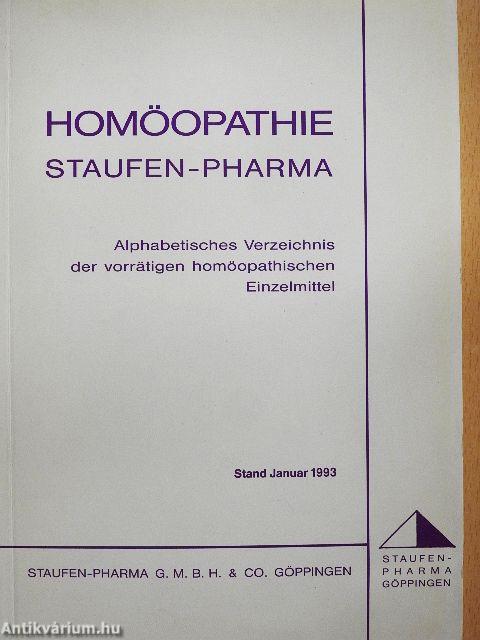 HOMÖOPATHIE
STAUFEN-PHARMA
Alphabetisches Verzeichnis
der vorrätigen homöopathischen
Einzelmittel
Stand Januar 1993
STAUFEN-PHARMA G. M. B. H. & CO. GÖPPINGEN
STAUFEN-
PHARMA
GÖPPINGEN
Antikvárium.hu